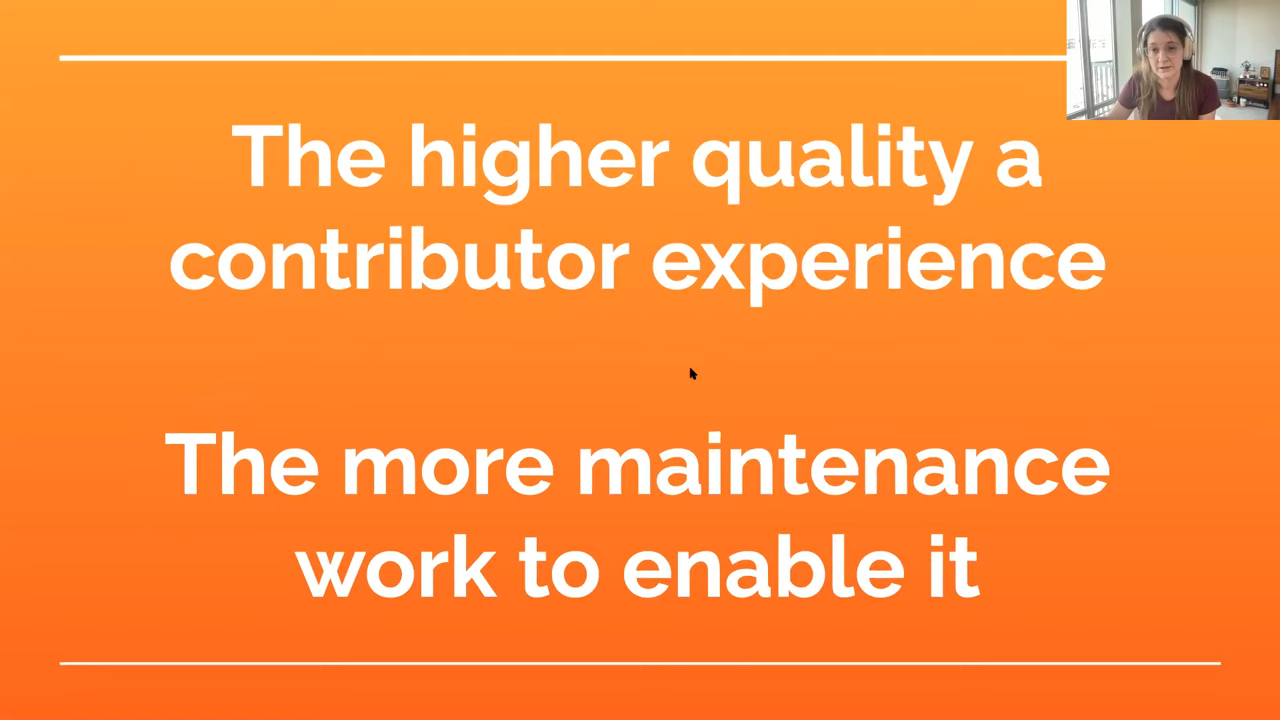 The higher quality a
contributor experience
The more maintenance
work to enable it